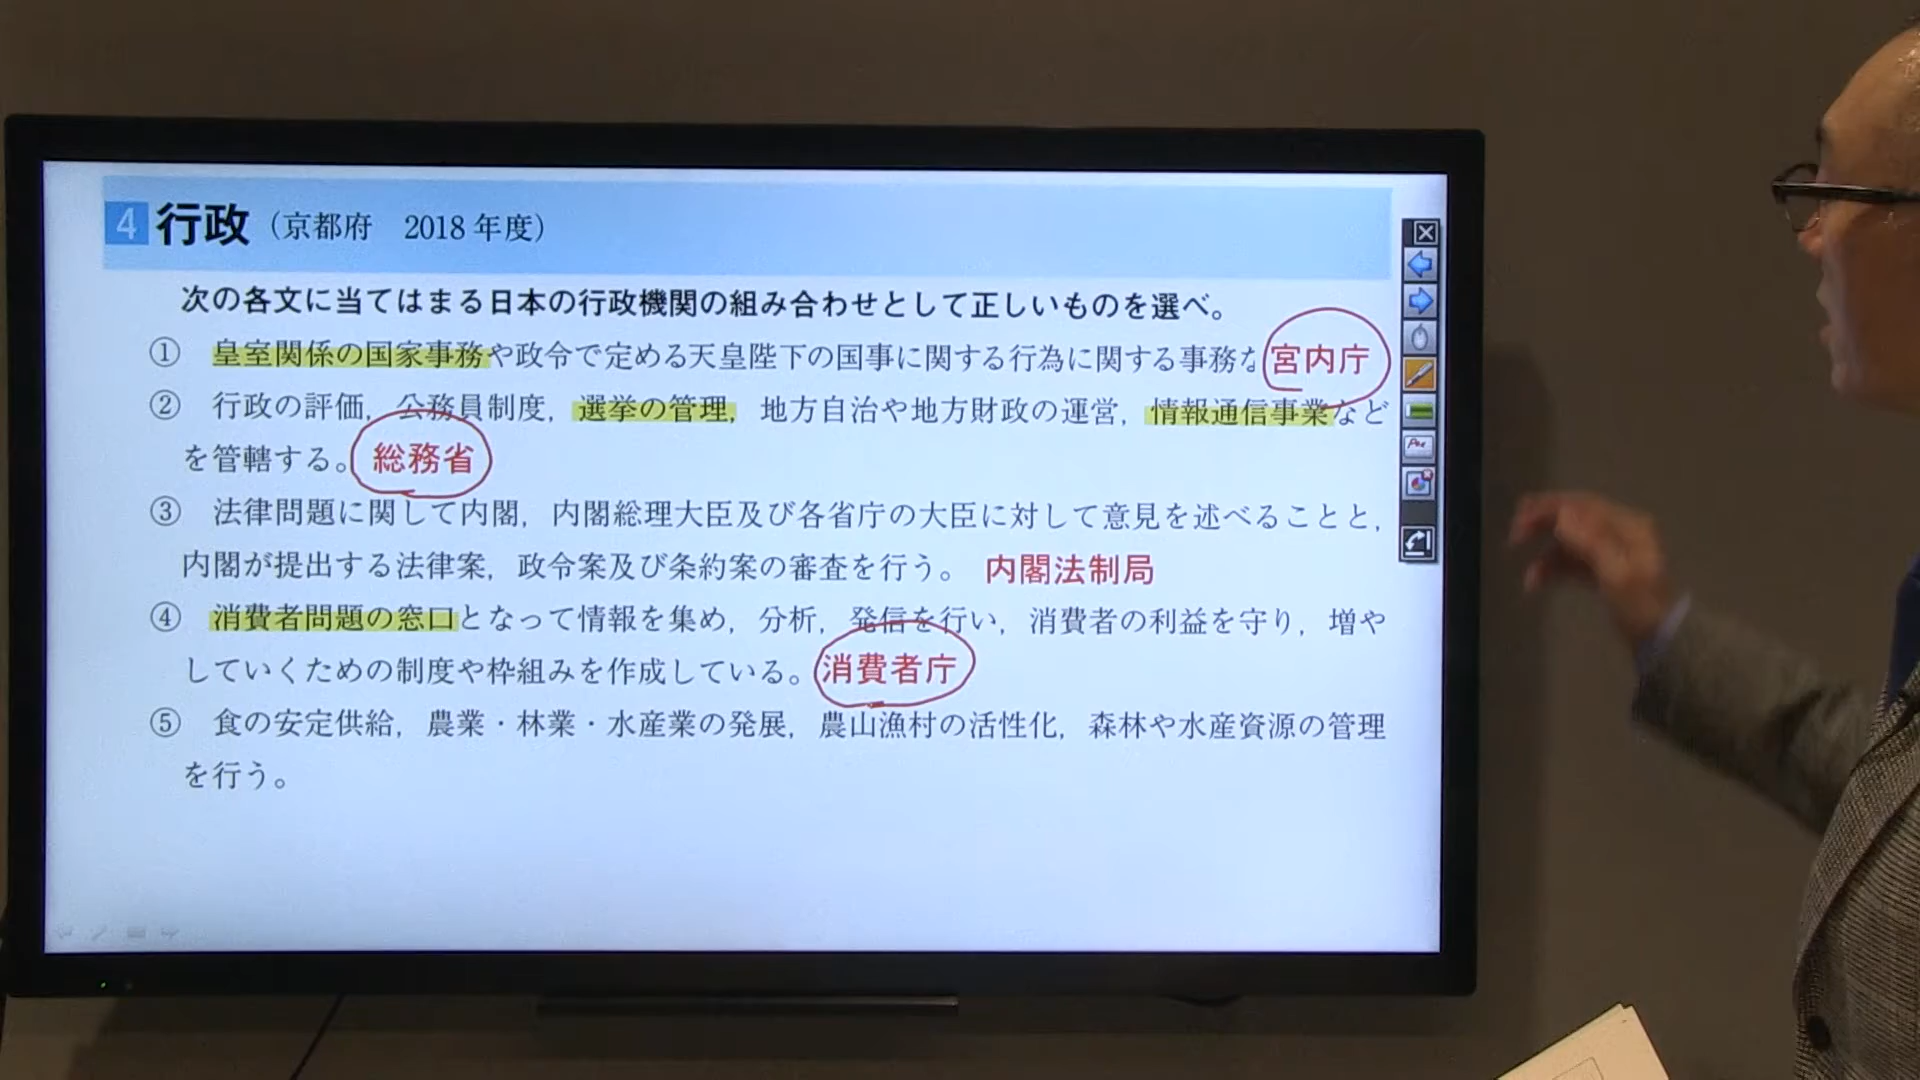 4 行政（京都府 2018年度）
次の各文に当てはまる日本の行政機関の組み合わせとして正しいものを選べ。
① 皇室関係の国家事務や政令で定める天皇陛下の国事に関する行為に関する事務な 宮内庁
② 行政の評価，公務員制度，選挙の管理，地方自治や地方財政の運営，情報通信事業など
を管轄する。 総務省
③ 法律問題に関して内閣，内閣総理大臣及び各省庁の大臣に対して意見を述べることと，
内閣が提出する法律案，政令案及び条約案の審査を行う。 内閣法制局
④ 消費者問題の窓口となって情報を集め，分析，発信を行い，消費者の利益を守り，増や
していくための制度や枠組みを作成している。 消費者庁
⑤ 食の安定供給，農業・林業・水産業の発展，農山漁村の活性化，森林や水産資源の管理
を行う。